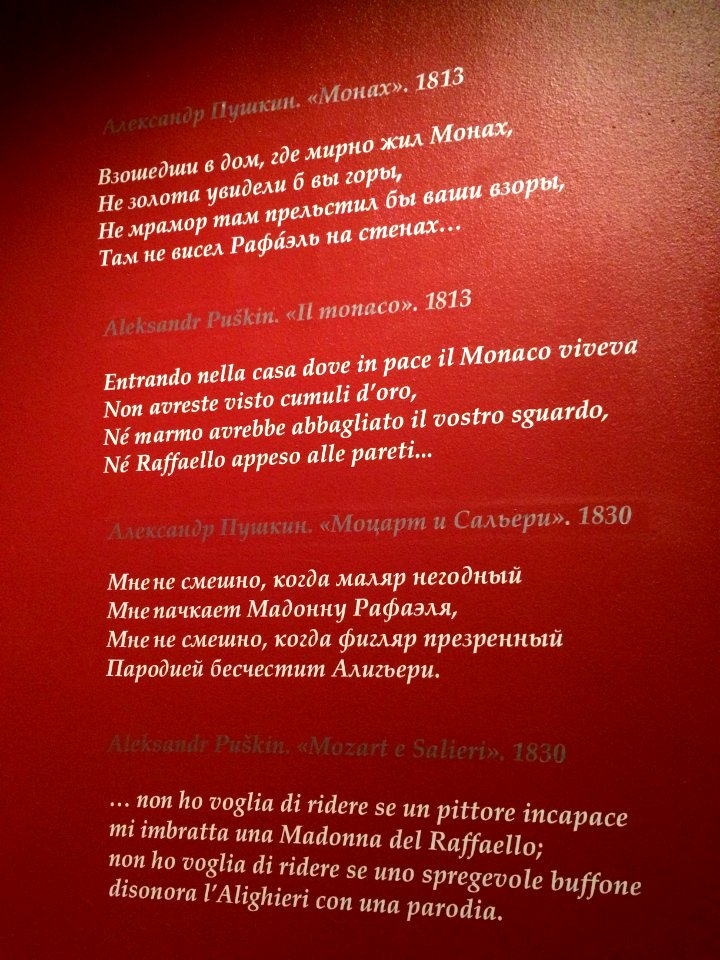 Александр Пушкин. «Монах». 1813
Взошедши в дом, где мирно жил Монах,
Не золота увидели б вы горы,
Не мрамор там прельстил бы ваши взоры,
Там не висел Рафа́эль на стенах...
Aleksandr Puškin. «Il monaco». 1813
Entrando nella casa dove in pace il Monaco viveva
Non avreste visto cumuli d’oro,
Né marmo avrebbe abbagliato il vostro sguardo,
Né Raffaello appeso alle pareti...
Александр Пушкин. «Моцарт и Сальери». 1830
Мне не смешно, когда маляр негодный
Мне пачкает Мадонну Рафаэля,
Мне не смешно, когда фигляр презренный
Пародией бесчестит Алигьери.
Aleksandr Puškin. «Mozart e Salieri». 1830
... non ho voglia di ridere se un pittore incapace
mi imbratta una Madonna del Raffaello;
non ho voglia di ridere se uno spregevole buffone
disonora l’Alighieri con una parodia.